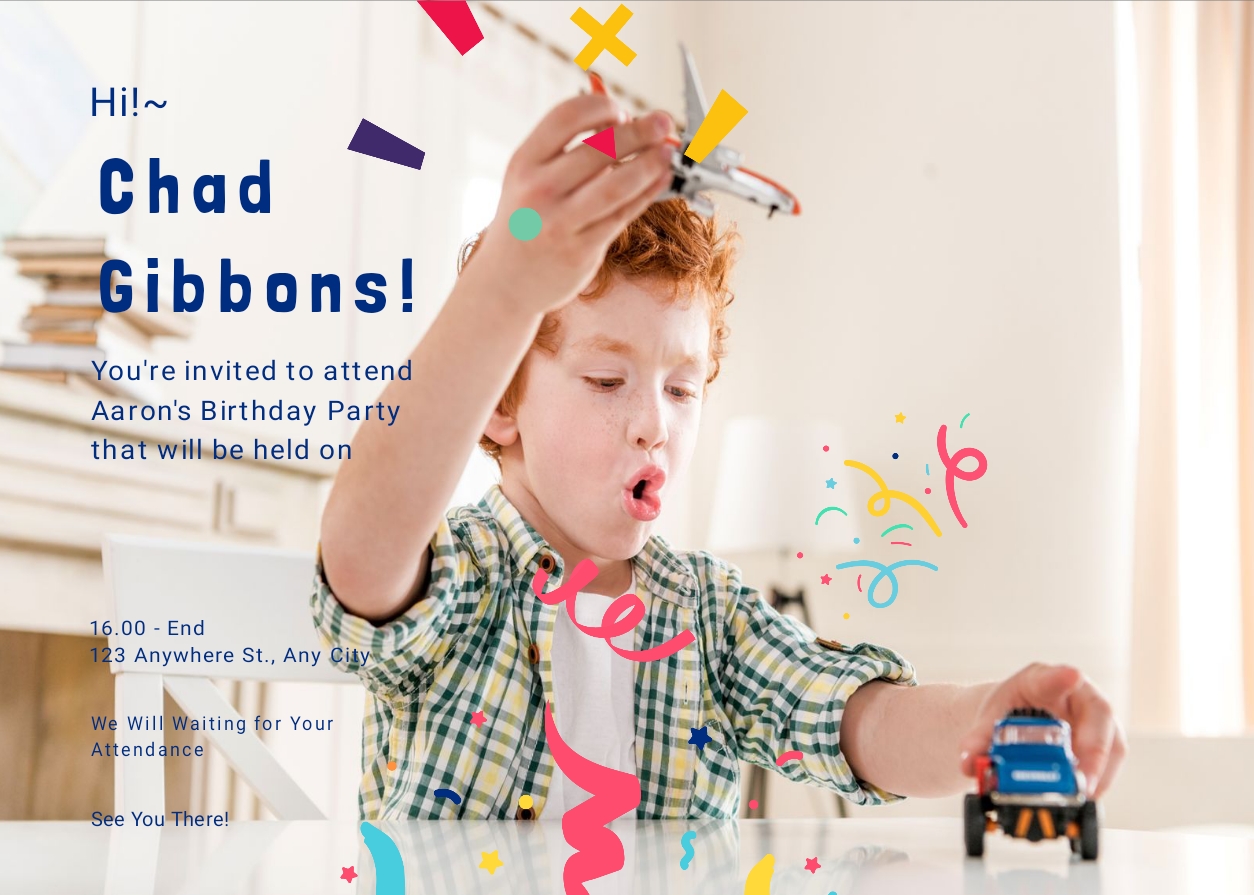 Hi!~
Chad
Gibbons!
You're invited to attend
Aaron's Birthday Party
that will be held on
16.00 - End
123 Anywhere St., Any City
We Will Waiting for Your
Attendance
See You There!